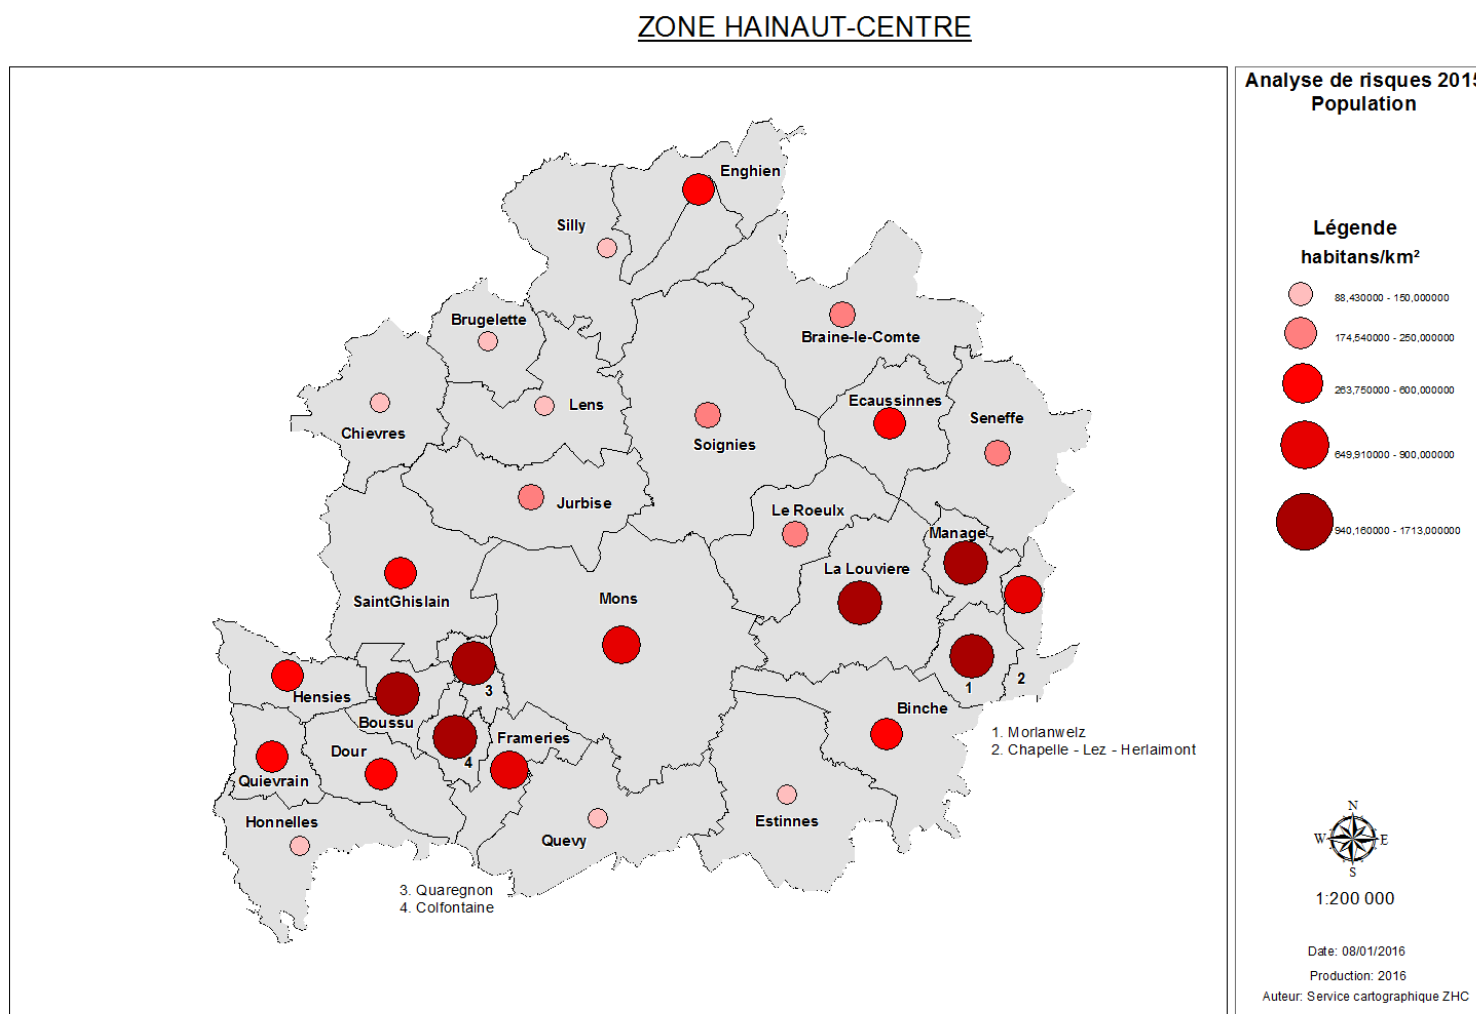 ZONE HAINAUT-CENTRE
Analyse de risques 2015
Population
Légende
habitans/km²
88,430000 - 150,000000
174,540000 - 250,000000
263,750000 - 600,000000
649,910000 - 900,000000
940,160000 - 1713,000000
Enghien
Silly
Brugelette
Braine-le-Comte
Lens
Ecaussinnes
Chievres
Soignies
Seneffe
Jurbise
Le Roeulx
Manage
La Louviere
SaintGhislain
Mons
1
2
3
Hensies
Boussu
Binche
Frameries
Dour
4
Quievrain
1. Morlanwelz
2. Chapelle - Lez - Herlaimont
Honnelles
Quevy
Estinnes
3. Quaregnon
4. Colfontaine
N
W
E
S
1:200 000
Date: 08/01/2016
Production: 2016
Auteur: Service cartographique ZHC